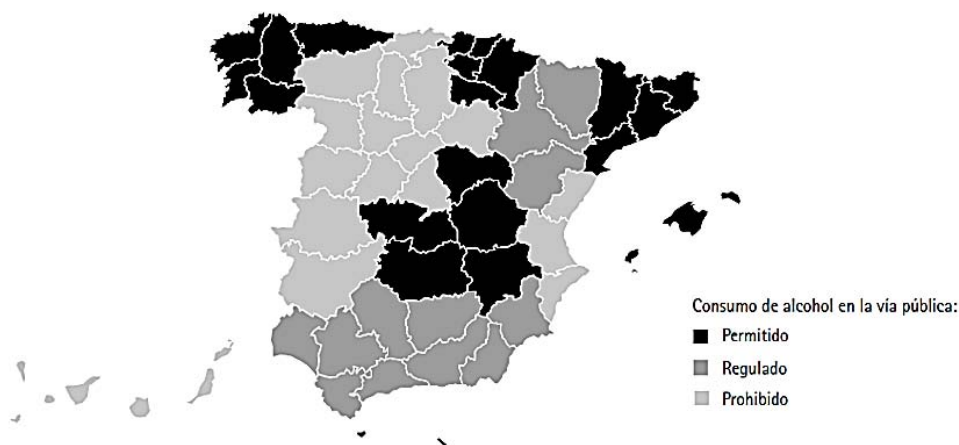 Consumo de alcohol en la vía pública:
Permitido
Regulado
Prohibido